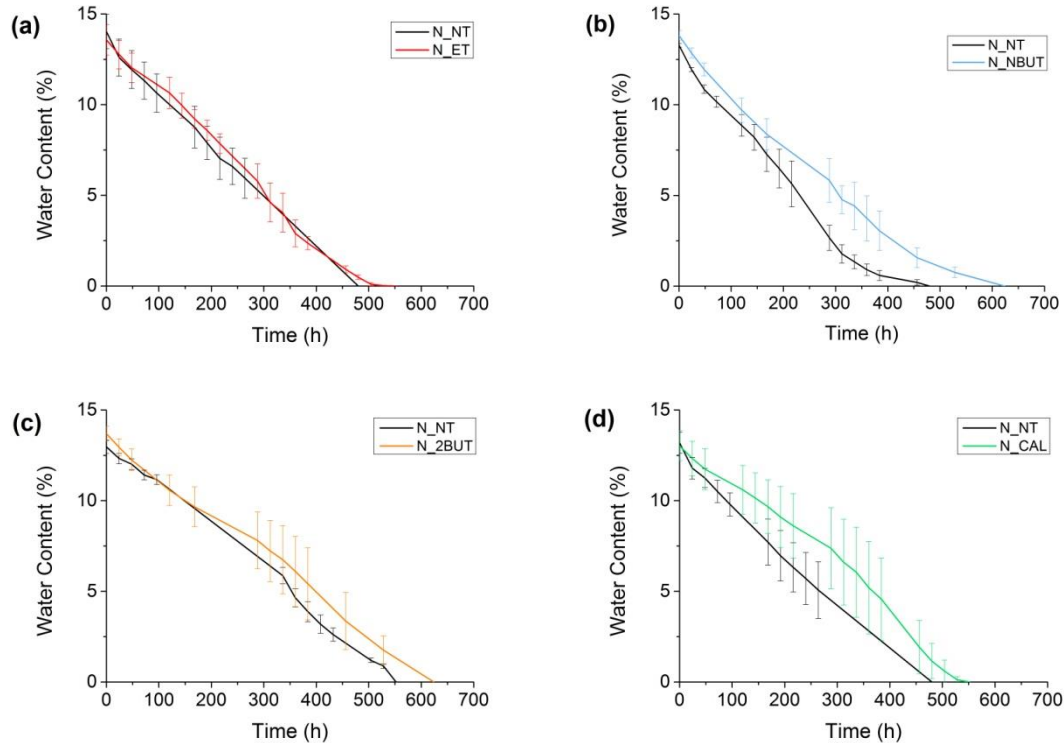 (a)
15
10
5
0
Water Content (%)
N_NT
N_ET
0 100 200 300 400 500 600 700
Time (h)
(b)
15
10
5
0
Water Content (%)
N_NT
N_NBUT
0 100 200 300 400 500 600 700
Time (h)
(c)
15
10
5
0
Water Content (%)
N_NT
N_2BUT
0 100 200 300 400 500 600 700
Time (h)
(d)
15
10
5
0
Water Content (%)
N_NT
N_CAL
0 100 200 300 400 500 600 700
Time (h)